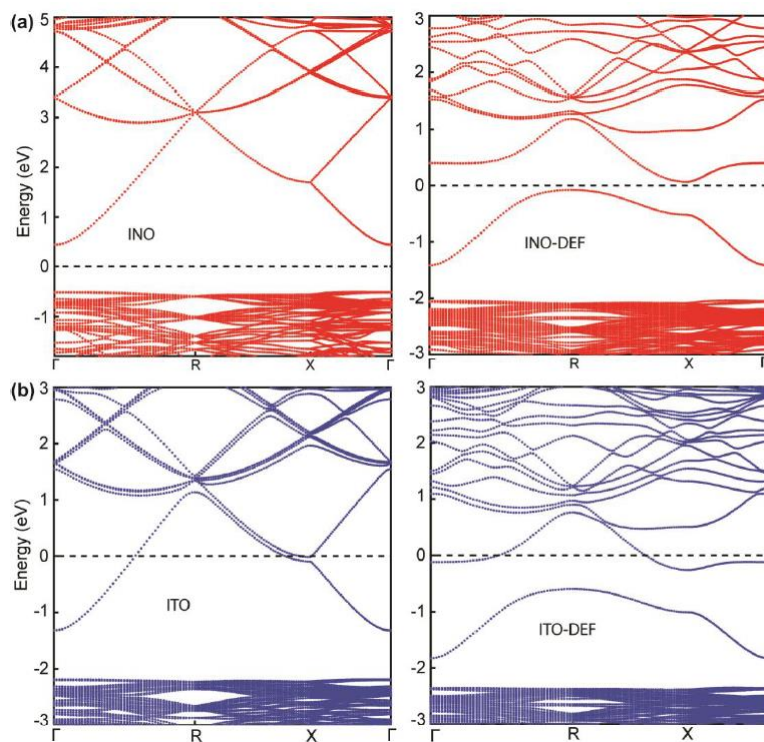 (a)
Energy (eV)
5
4
3
2
1
0
-1
INO
Γ R X Γ
3
2
1
0
-1
-2
-3
INO-DEF
Γ R X Γ
(b)
Energy (eV)
3
2
1
0
-1
-2
-3
ITO
Γ R X Γ
3
2
1
0
-1
-2
-3
ITO-DEF
Γ R X Γ